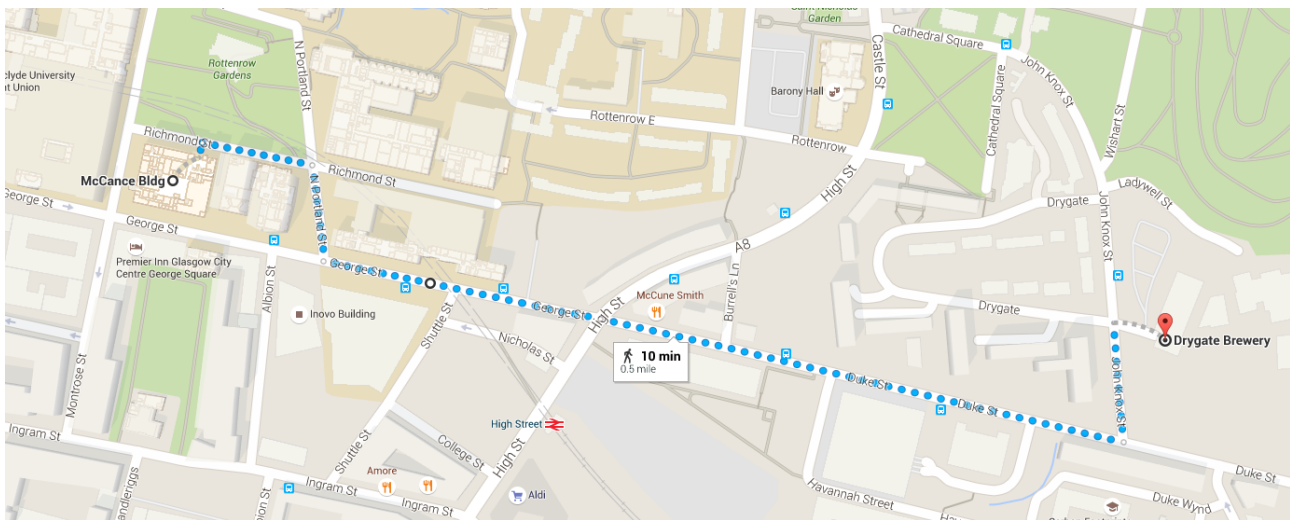 Saint Nicholas
Garden
Cathedral Square
N Portland St
Castle St
John Knox St
Rottenrow
Gardens
clyde University
nt Union
Barony Hall
Cathedral Square
Wishart St
Rottenrow E
Rottenrow
Richmond St
Richmond St
McCance Bldg
N Portland St
High St
Ladywell St
Drygate
John Knox St
George St
George St
Premier Inn Glasgow City
Centre George Square
Albion St
George St
A8
McCune Smith
Burrell's Ln
Inovo Building
Shuttle St
George St
High St
Drygate
Drygate Brewery
Nicholas St
10 min
0.5 mile
Montrose St
Duke St
Duke St
John Knox St
High Street
Ingram St
Shuttle St
College St
High St
Amore
Aldi
Ingram St
Ingram St
Havannah Street
Duke St
Duke Wynd